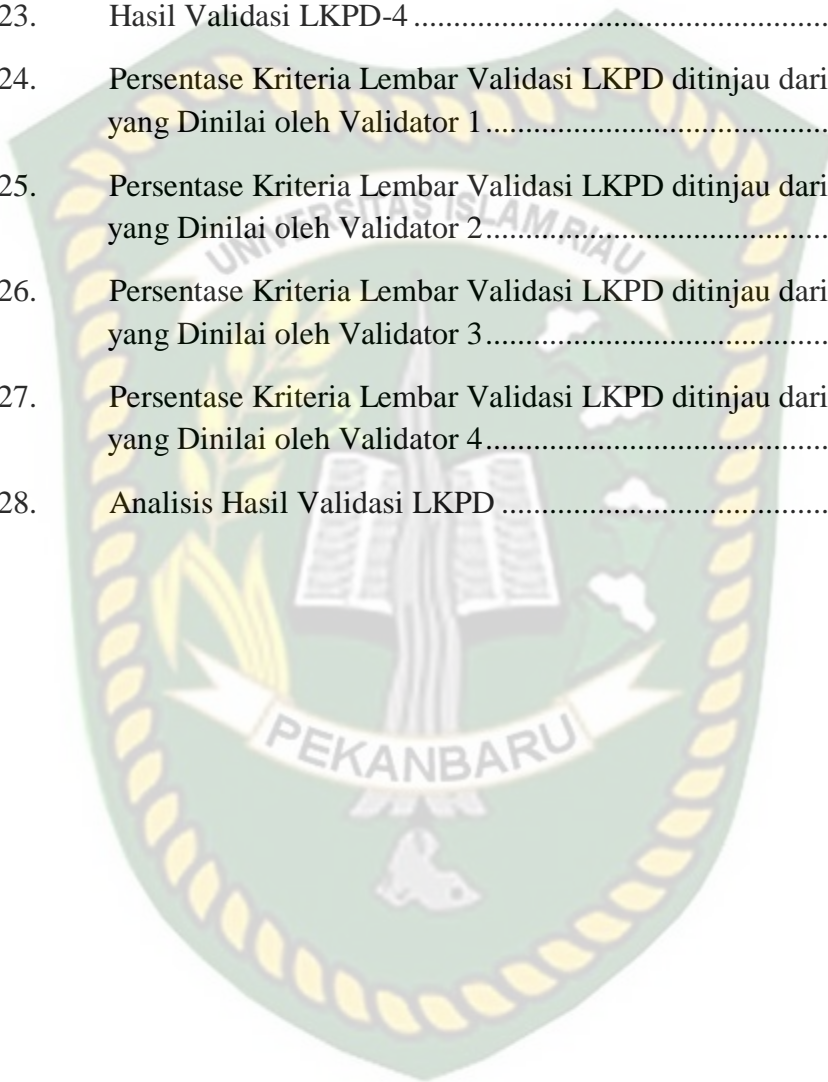 23. Hasil Validasi LKPD-4 ........................................................
24. Persentase Kriteria Lembar Validasi LKPD ditinjau dari
yang Dinilai oleh Validator 1 ..............................................
25. Persentase Kriteria Lembar Validasi LKPD ditinjau dari
yang Dinilai oleh Validator 2 ..............................................
26. Persentase Kriteria Lembar Validasi LKPD ditinjau dari
yang Dinilai oleh Validator 3 ..............................................
27. Persentase Kriteria Lembar Validasi LKPD ditinjau dari
yang Dinilai oleh Validator 4 ..............................................
28. Analisis Hasil Validasi LKPD ............................................
UNIVERSITAS ISLAM RIAU
PEKANBARU